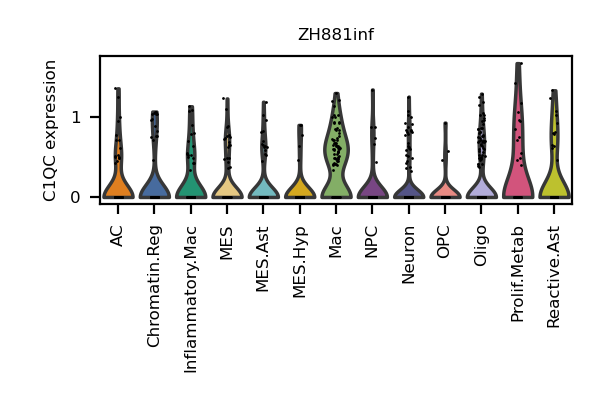 ZH881inf
C1QC expression
1
0
AC
Chromatin.Reg
Inflammatory.Mac
MES
MES.Ast
MES.Hyp
Mac
NPC
Neuron
OPC
Oligo
Prolif.Metab
Reactive.Ast